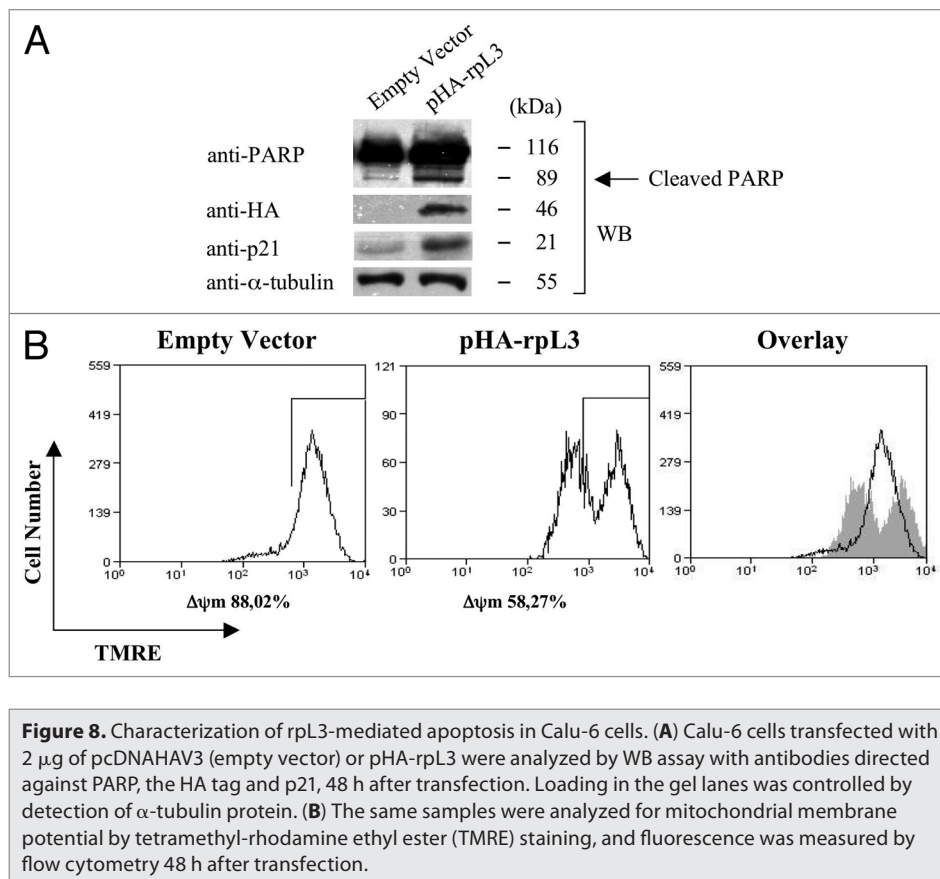 A
Empty Vector
pHA-rpL3
(kDa)
anti-PARP
– 116
– 89
Cleaved PARP
anti-HA
– 46
anti-p21
– 21
WB
anti-α-tubulin
– 55
B
Empty Vector
pHA-rpL3
Overlay
Cell Number
559
419
279
139
0
10⁰ 10¹ 10² 10³ 10⁴
Δψm 88,02%
121
90
60
30
0
10⁰ 10¹ 10² 10³ 10⁴
Δψm 58,27%
559
419
279
139
0
10⁰ 10¹ 10² 10³ 10⁴
TMRE
Figure 8. Characterization of rpL3-mediated apoptosis in Calu-6 cells. (A) Calu-6 cells transfected with
2 μg of pcDNAHAV3 (empty vector) or pHA-rpL3 were analyzed by WB assay with antibodies directed
against PARP, the HA tag and p21, 48 h after transfection. Loading in the gel lanes was controlled by
detection of α-tubulin protein. (B) The same samples were analyzed for mitochondrial membrane
potential by tetramethyl-rhodamine ethyl ester (TMRE) staining, and fluorescence was measured by
flow cytometry 48 h after transfection.